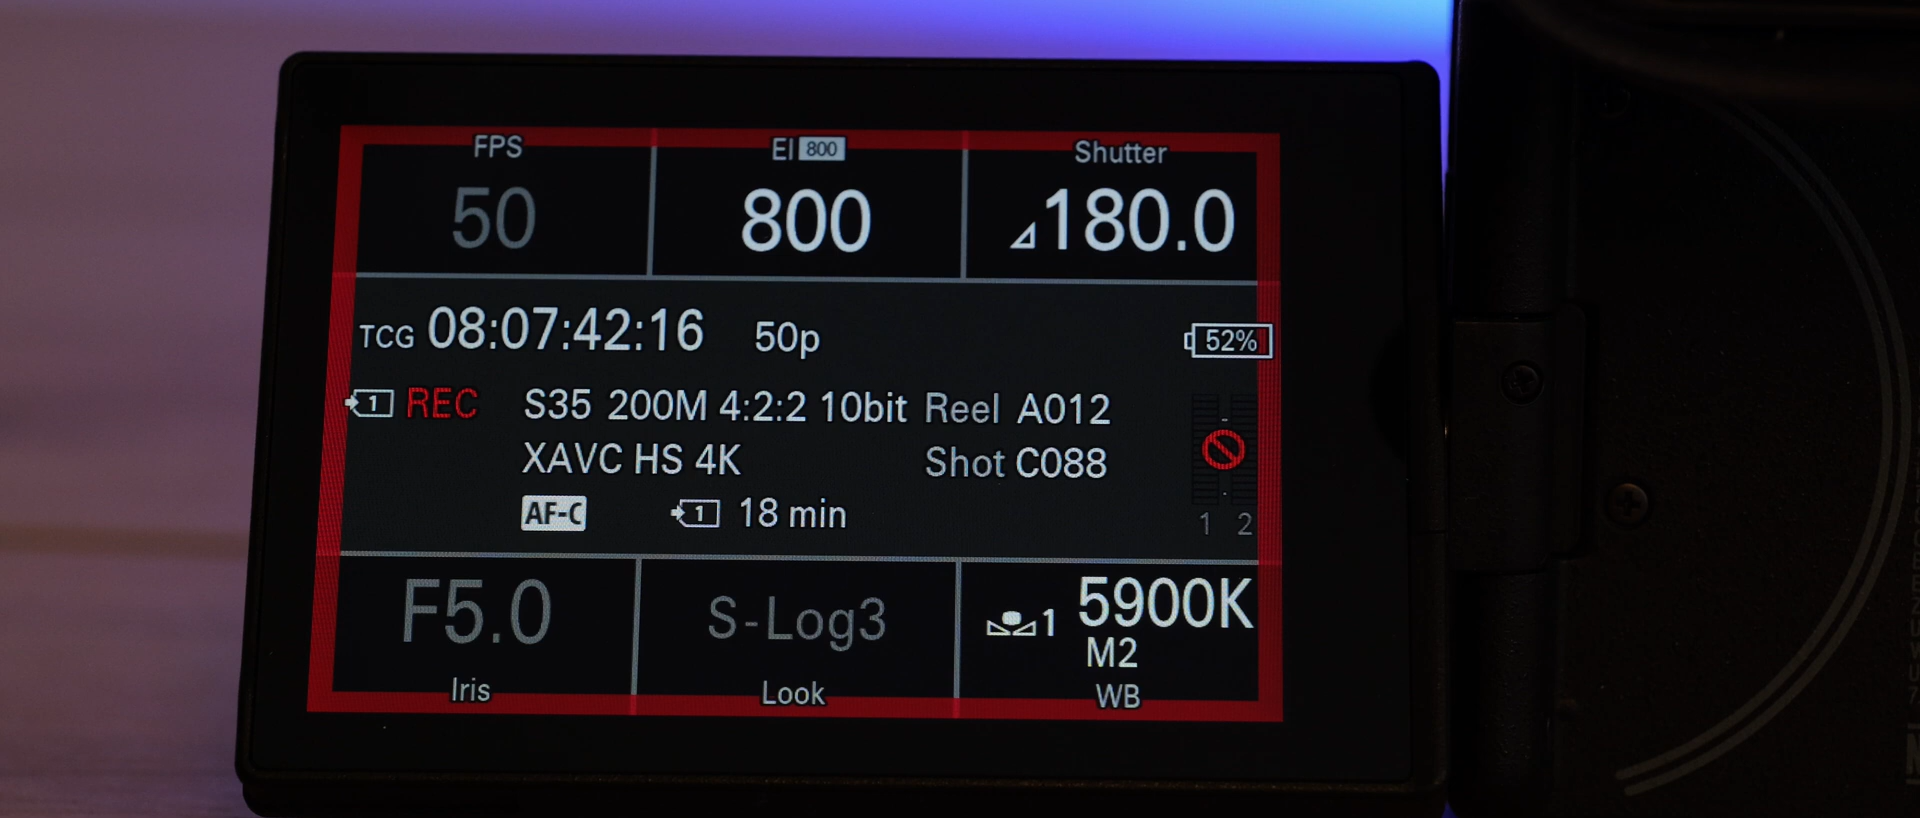 FPS
EI 800
Shutter
50
800
180.0
TCG 08:07:42:16 50p
52%
1 REC S35 200M 4:2:2 10bit Reel A012
XAVC HS 4K Shot C088
AF-C 1 18 min
1 2
F5.0
S-Log3
1 5900K
M2
Iris
Look
WB